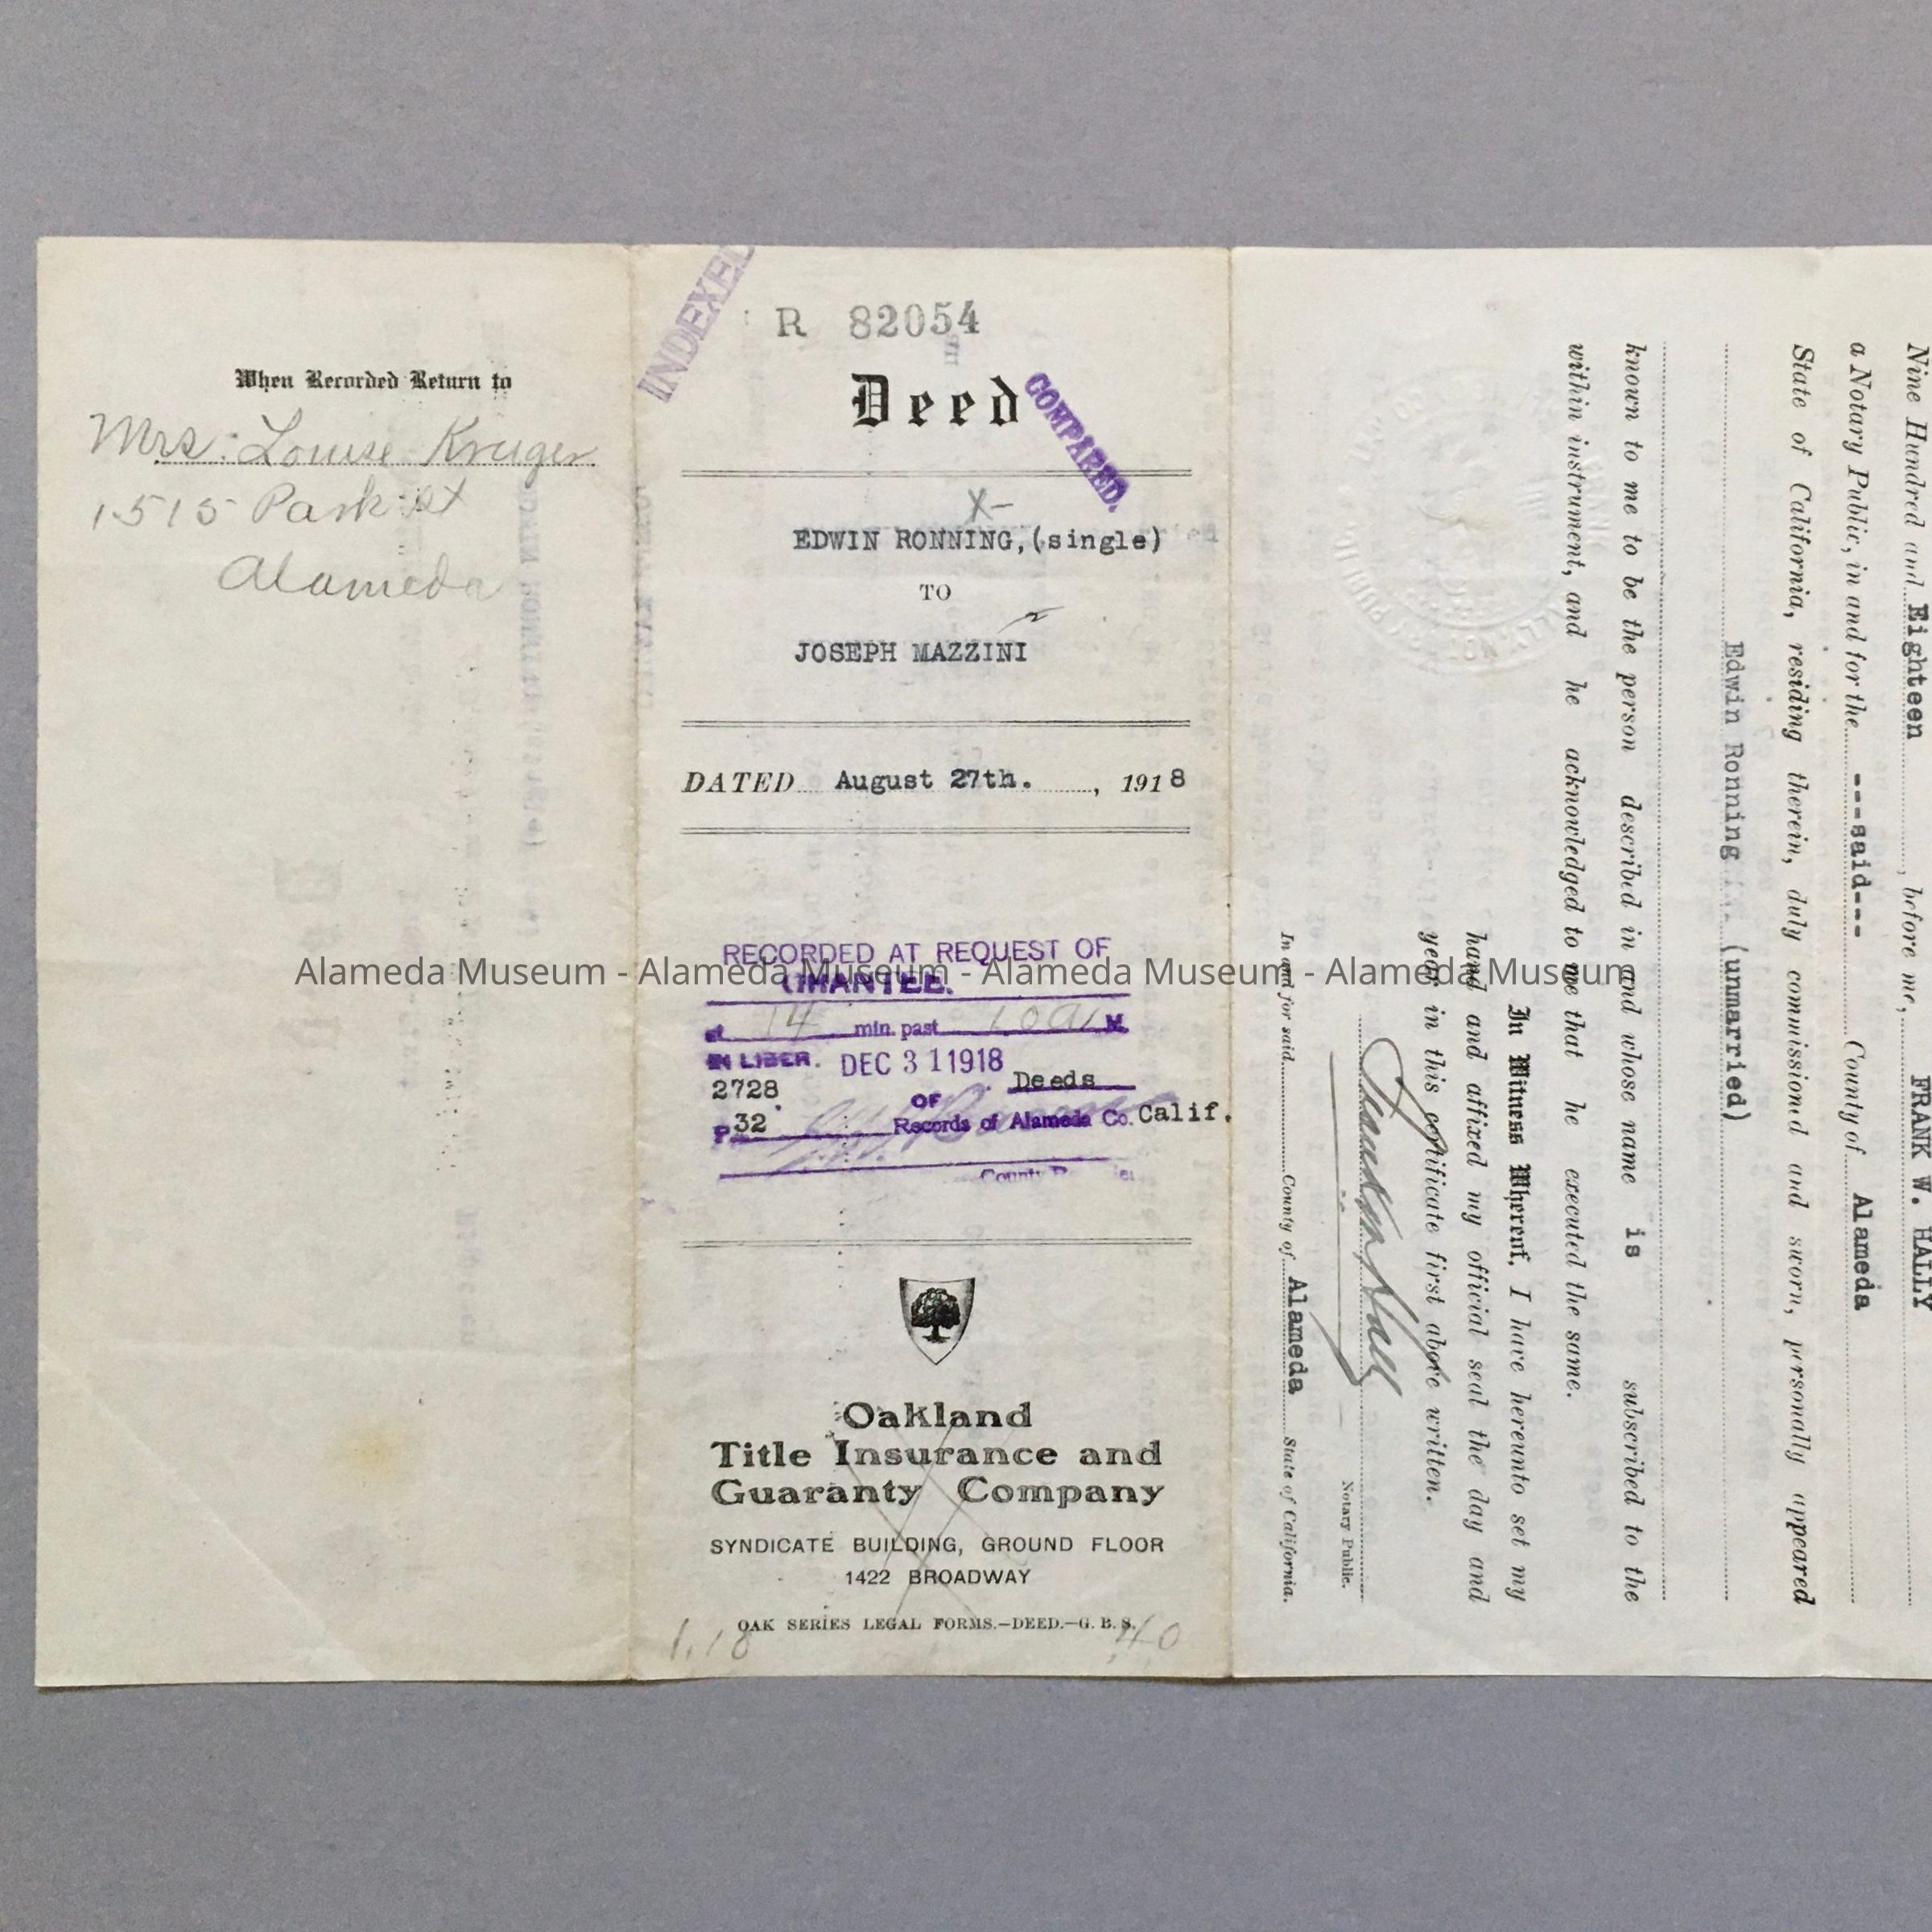 When Recorded Return to
Mrs. Louise Kruger
1515 Park st
Alameda
INDEXED
R 82054
Deed
COMPARED.
X-
EDWIN RONNING,(single)
TO
JOSEPH MAZZINI
DATED August 27th. , 1918
RECORDED AT REQUEST OF
GRANTEE.
at 14 min. past 10 A M.
IN LIBER. DEC 31 1918
2728 Deeds
OF
P 32 Records of Alameda Co. Calif.
County
Oakland
Title Insurance and
Guaranty Company
SYNDICATE BUILDING, GROUND FLOOR
1422 BROADWAY
OAK SERIES LEGAL FORMS.—DEED.—G. B. S.
1.18 40
Nine Hundred and Eighteen , before me, FRANK W. HALLY
a Notary Public, in and for the ---said--- County of Alameda
State of California, residing therein, duly commissioned and sworn, personally appeared
Edwin Ronning (unmarried)
known to me to be the person described in and whose name is subscribed to the
within instrument, and he acknowledged to me that he executed the same.
In Witness Whereof, I have hereunto set my
hand and affixed my official seal the day and
year in this certificate first above written.
Notary Public.
In and for said County of Alameda State of California.
Alameda Museum - Alameda Museum - Alameda Museum - Alameda Museum